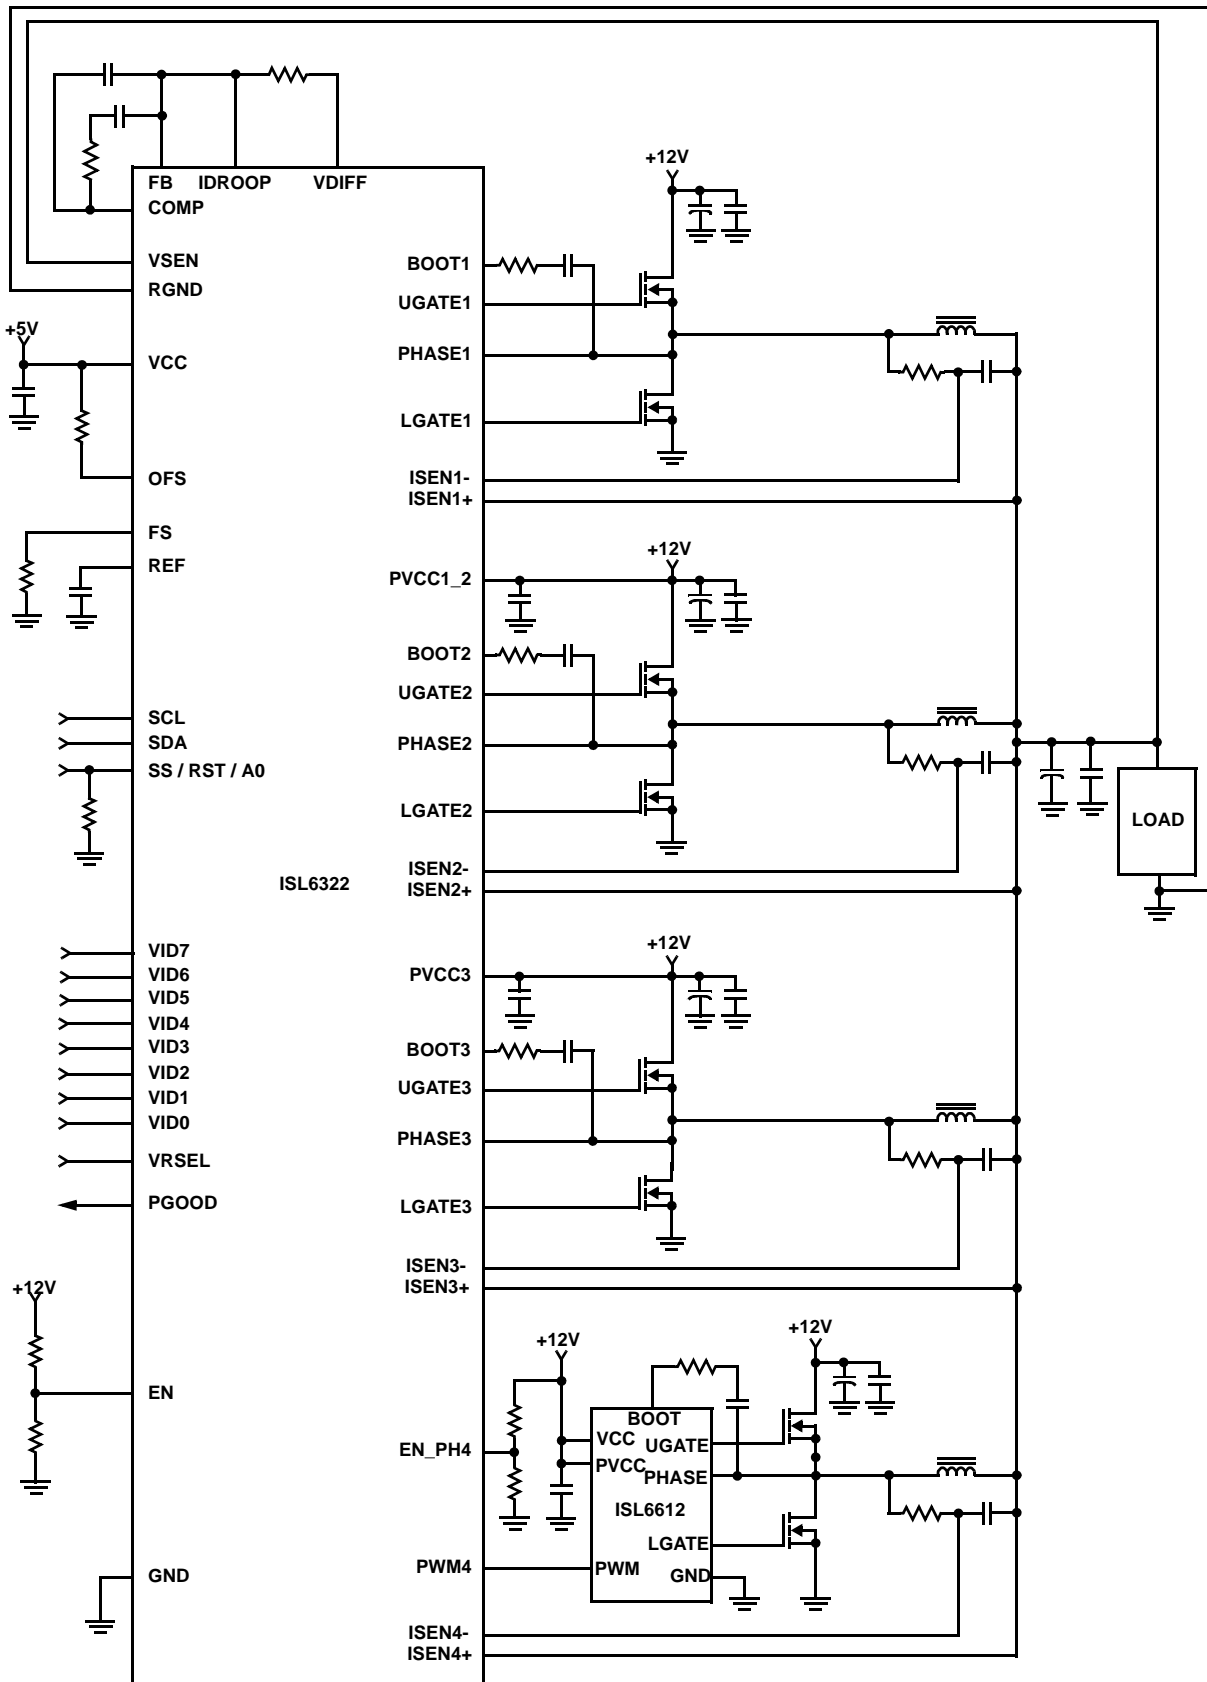 FB IDROOP VDIFF
COMP
VSEN
RGND
+5V
VCC
OFS
FS
REF
SCL
SDA
SS / RST / A0
ISL6322
VID7
VID6
VID5
VID4
VID3
VID2
VID1
VID0
VRSEL
PGOOD
+12V
EN
GND
+12V
BOOT1
UGATE1
PHASE1
LGATE1
ISEN1-
ISEN1+
+12V
PVCC1_2
BOOT2
UGATE2
PHASE2
LGATE2
ISEN2-
ISEN2+
LOAD
+12V
PVCC3
BOOT3
UGATE3
PHASE3
LGATE3
ISEN3-
ISEN3+
+12V
+12V
EN_PH4
PWM4
BOOT
VCC
UGATE
PVCC
PHASE
ISL6612
LGATE
PWM
GND
ISEN4-
ISEN4+